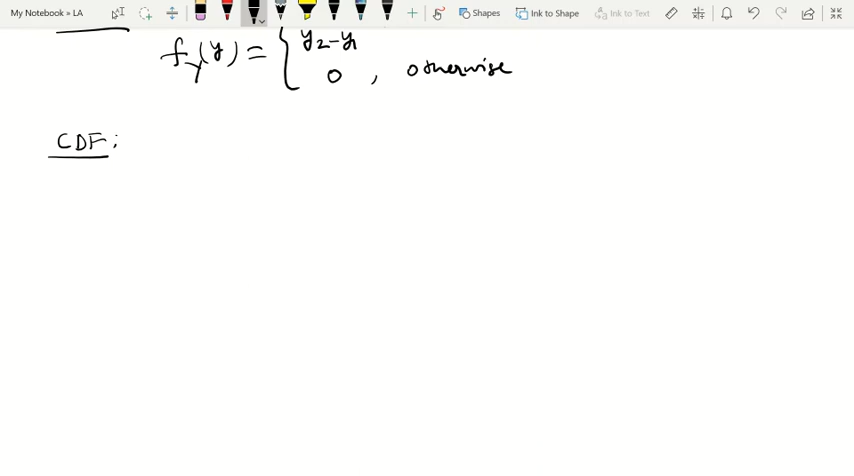 My Notebook » LA
Shapes
Ink to Shape
Ink to Text
y₂-y₁
f_Y(y) = {
0 , otherwise
CDF: